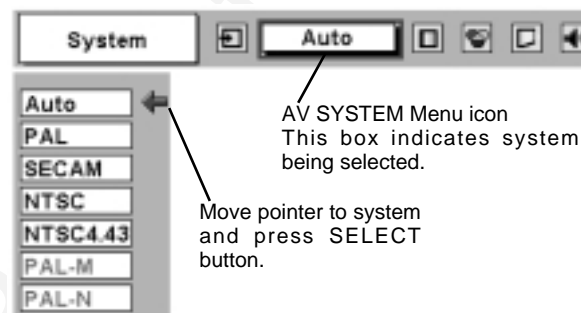 System
Auto
Auto
PAL
SECAM
NTSC
NTSC4.43
PAL-M
PAL-N
AV SYSTEM Menu icon
This box indicates system
being selected.
Move pointer to system
and press SELECT
button.